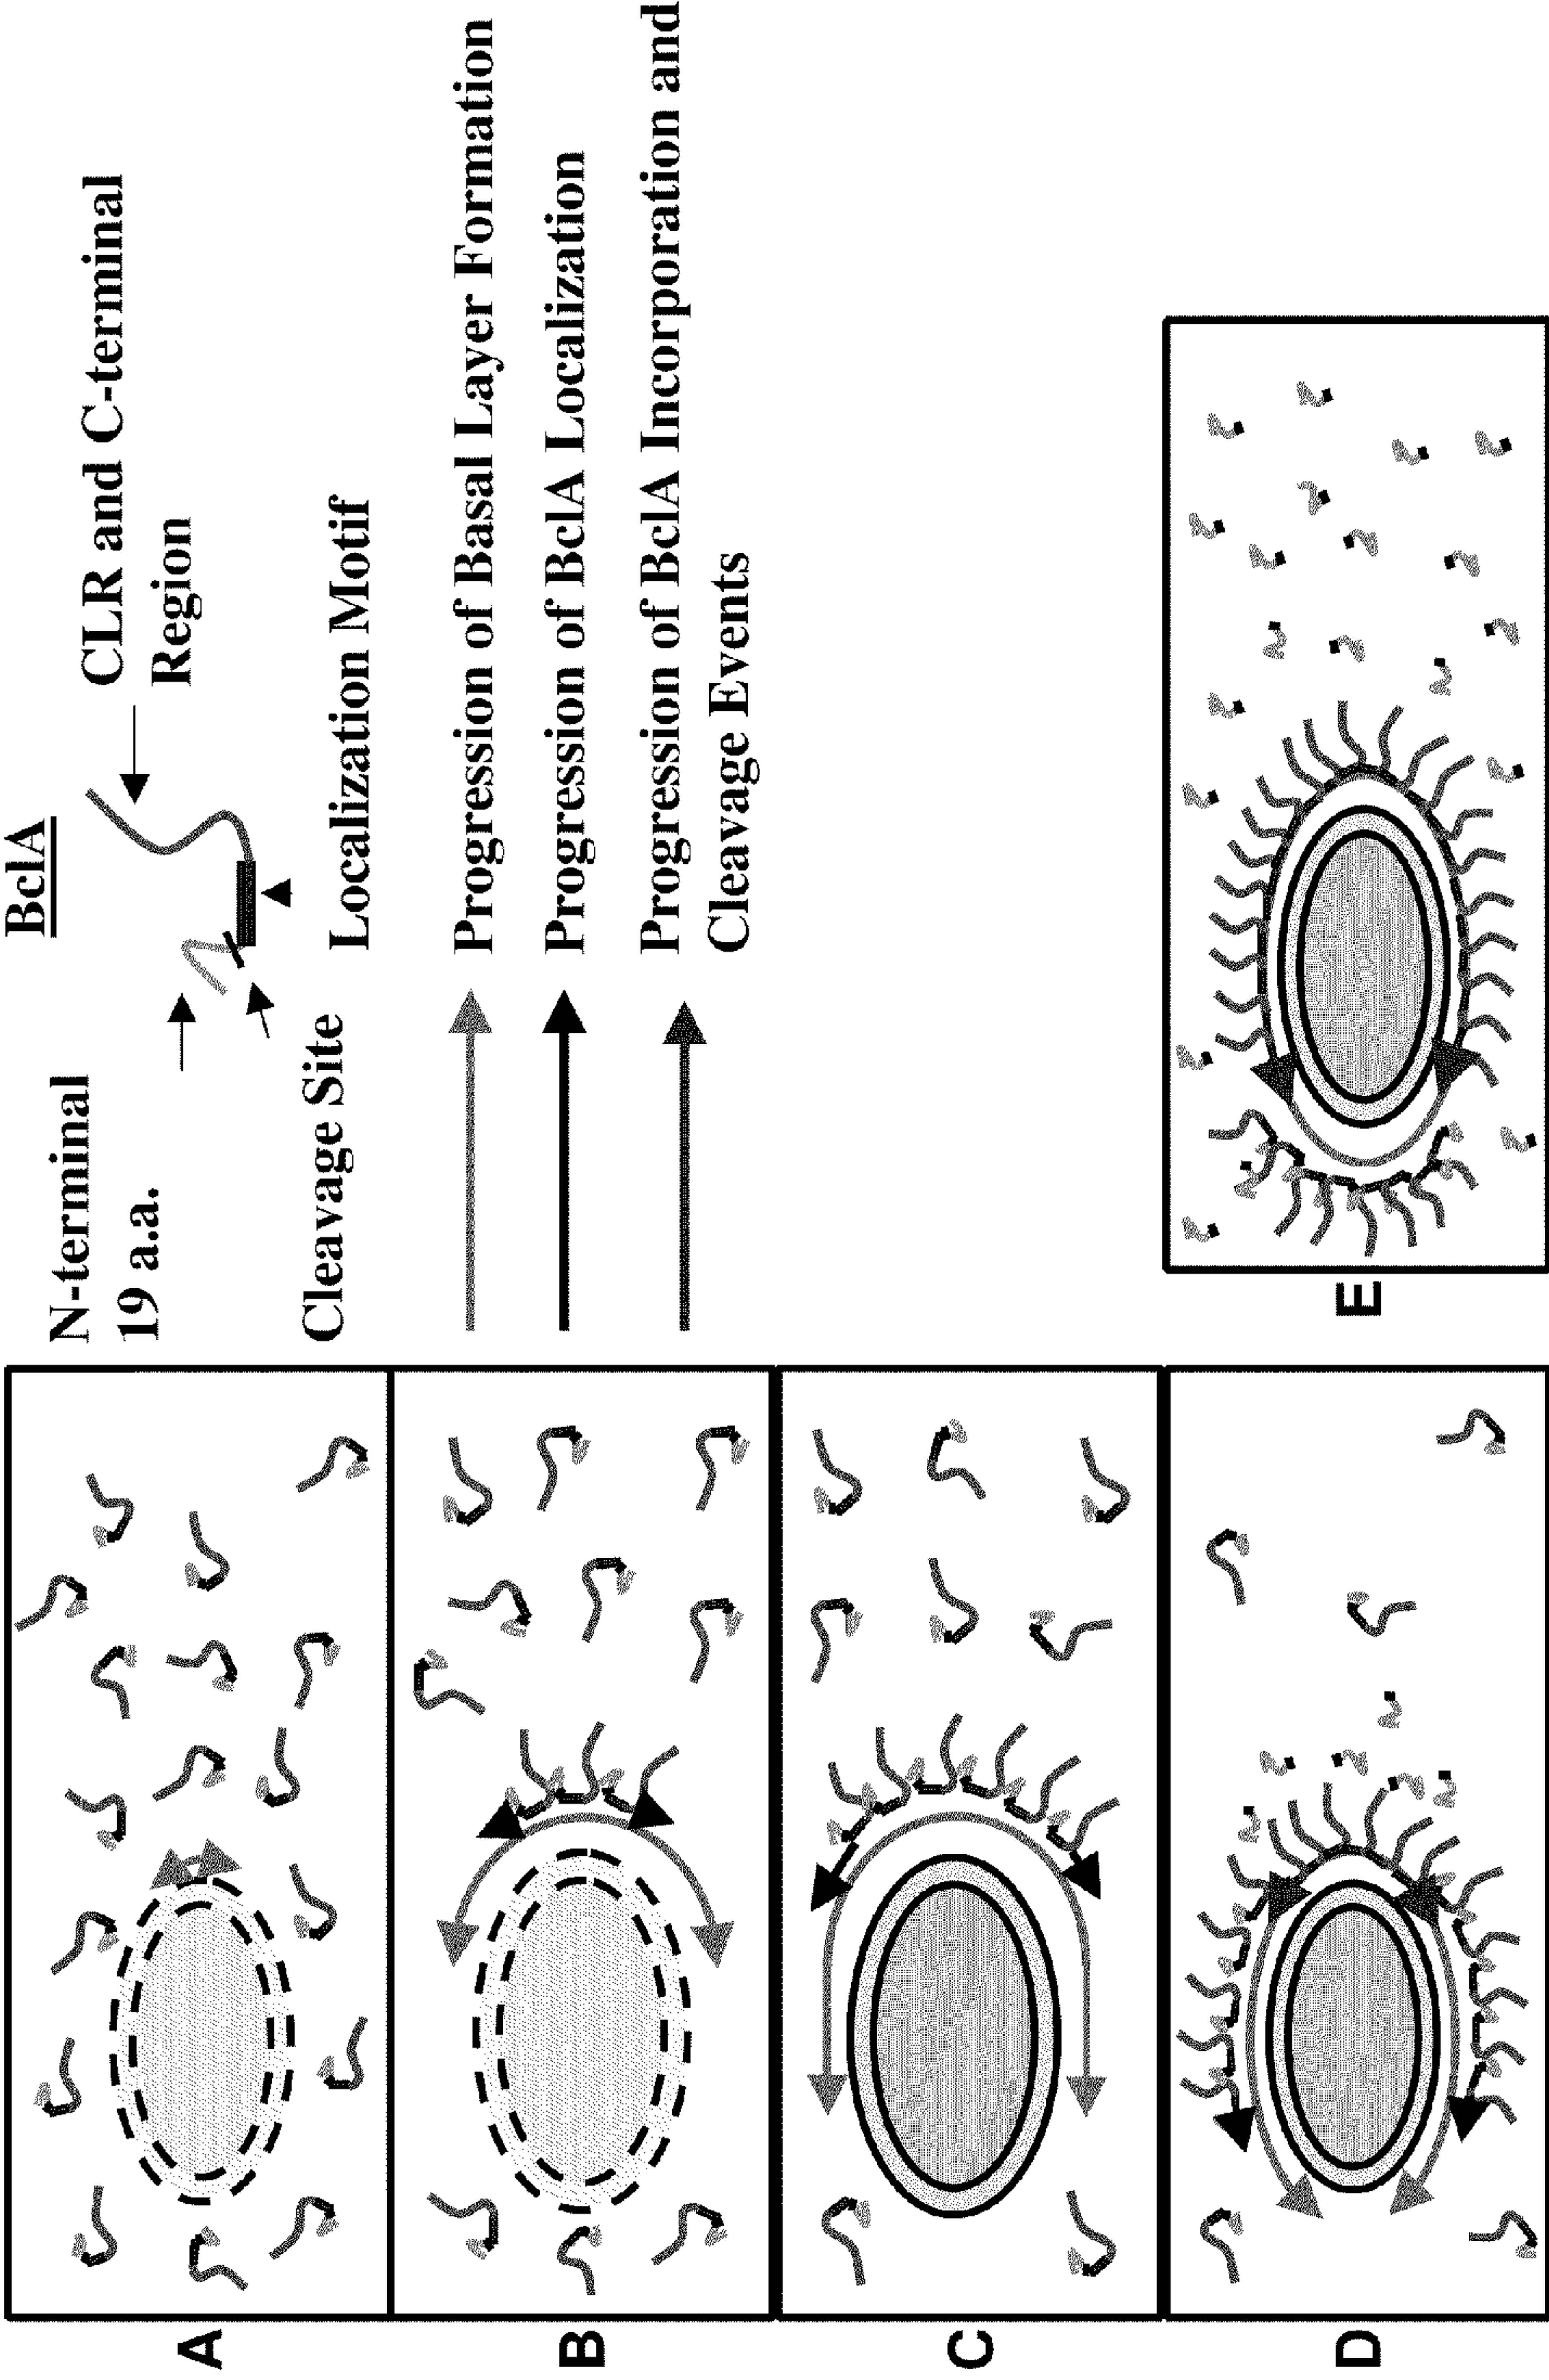 BclA
N-terminal
19 a.a.
CLR and C-terminal
Region
Cleavage Site
Localization Motif
Progression of Basal Layer Formation
Progression of BclA Localization
Progression of BclA Incorporation and
Cleavage Events
A
B
C
D
E